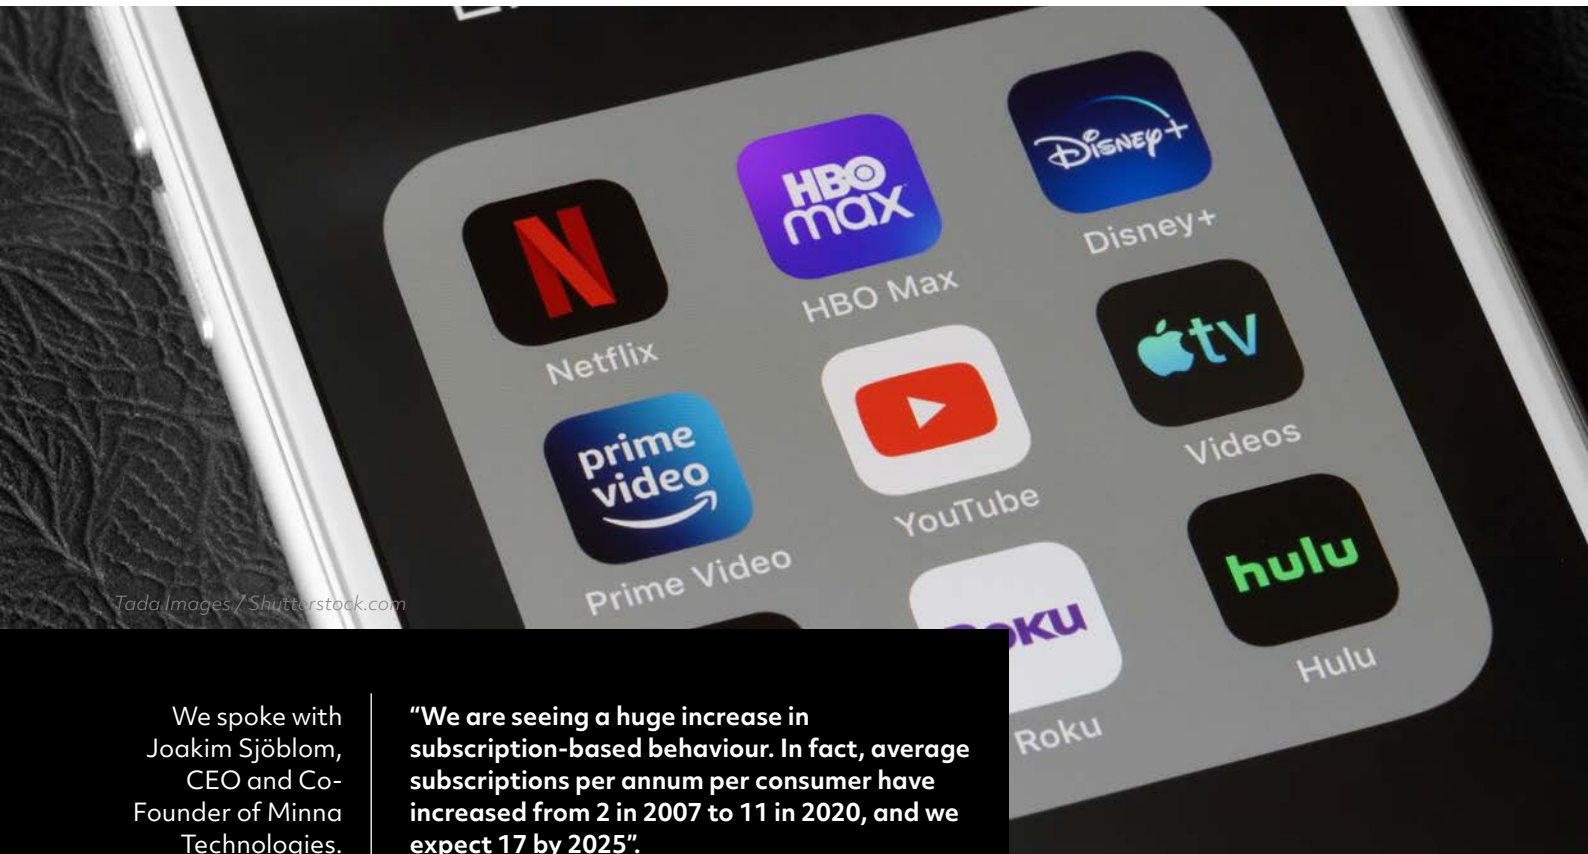 DISNEY+
HBO
max
Disney+
HBO Max
Netflix
tv
prime
video
Videos
YouTube
Prime Video
hulu
Hulu
Roku
Tada Images / Shutterstock.com
We spoke with
Joakim Sjöblom,
CEO and Co-
Founder of Minna
Technologies.
“We are seeing a huge increase in
subscription-based behaviour. In fact, average
subscriptions per annum per consumer have
increased from 2 in 2007 to 11 in 2020, and we
expect 17 by 2025”.